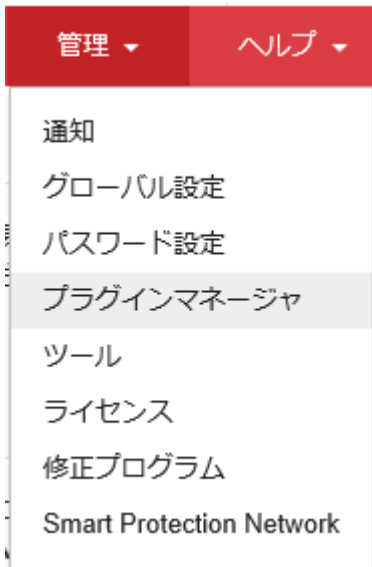 管理 ヘルプ
通知
グローバル設定
パスワード設定
プラグインマネージャ
ツール
ライセンス
修正プログラム
Smart Protection Network